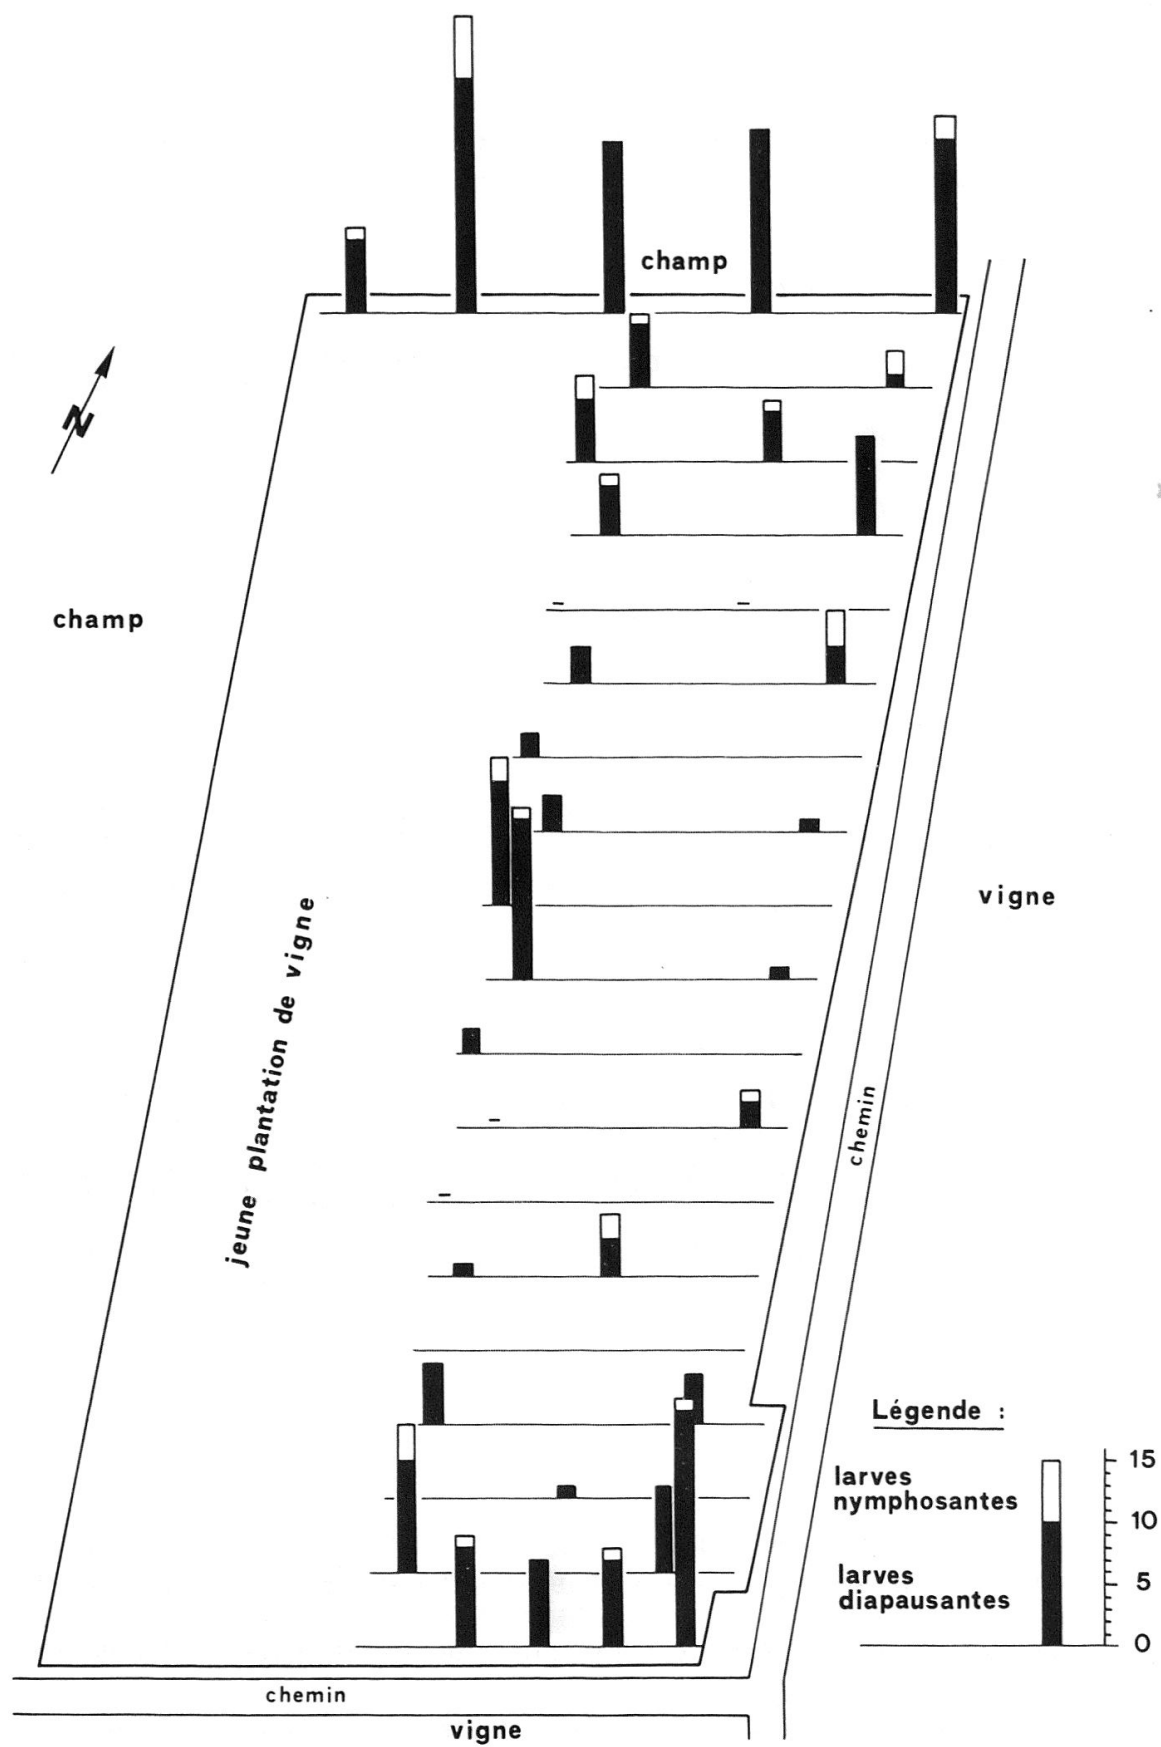 champ
N
champ
vigne
jeune plantation de vigne
chemin
Légende :
larves
nymphosantes
larves
diapausantes
15
10
5
0
chemin
vigne